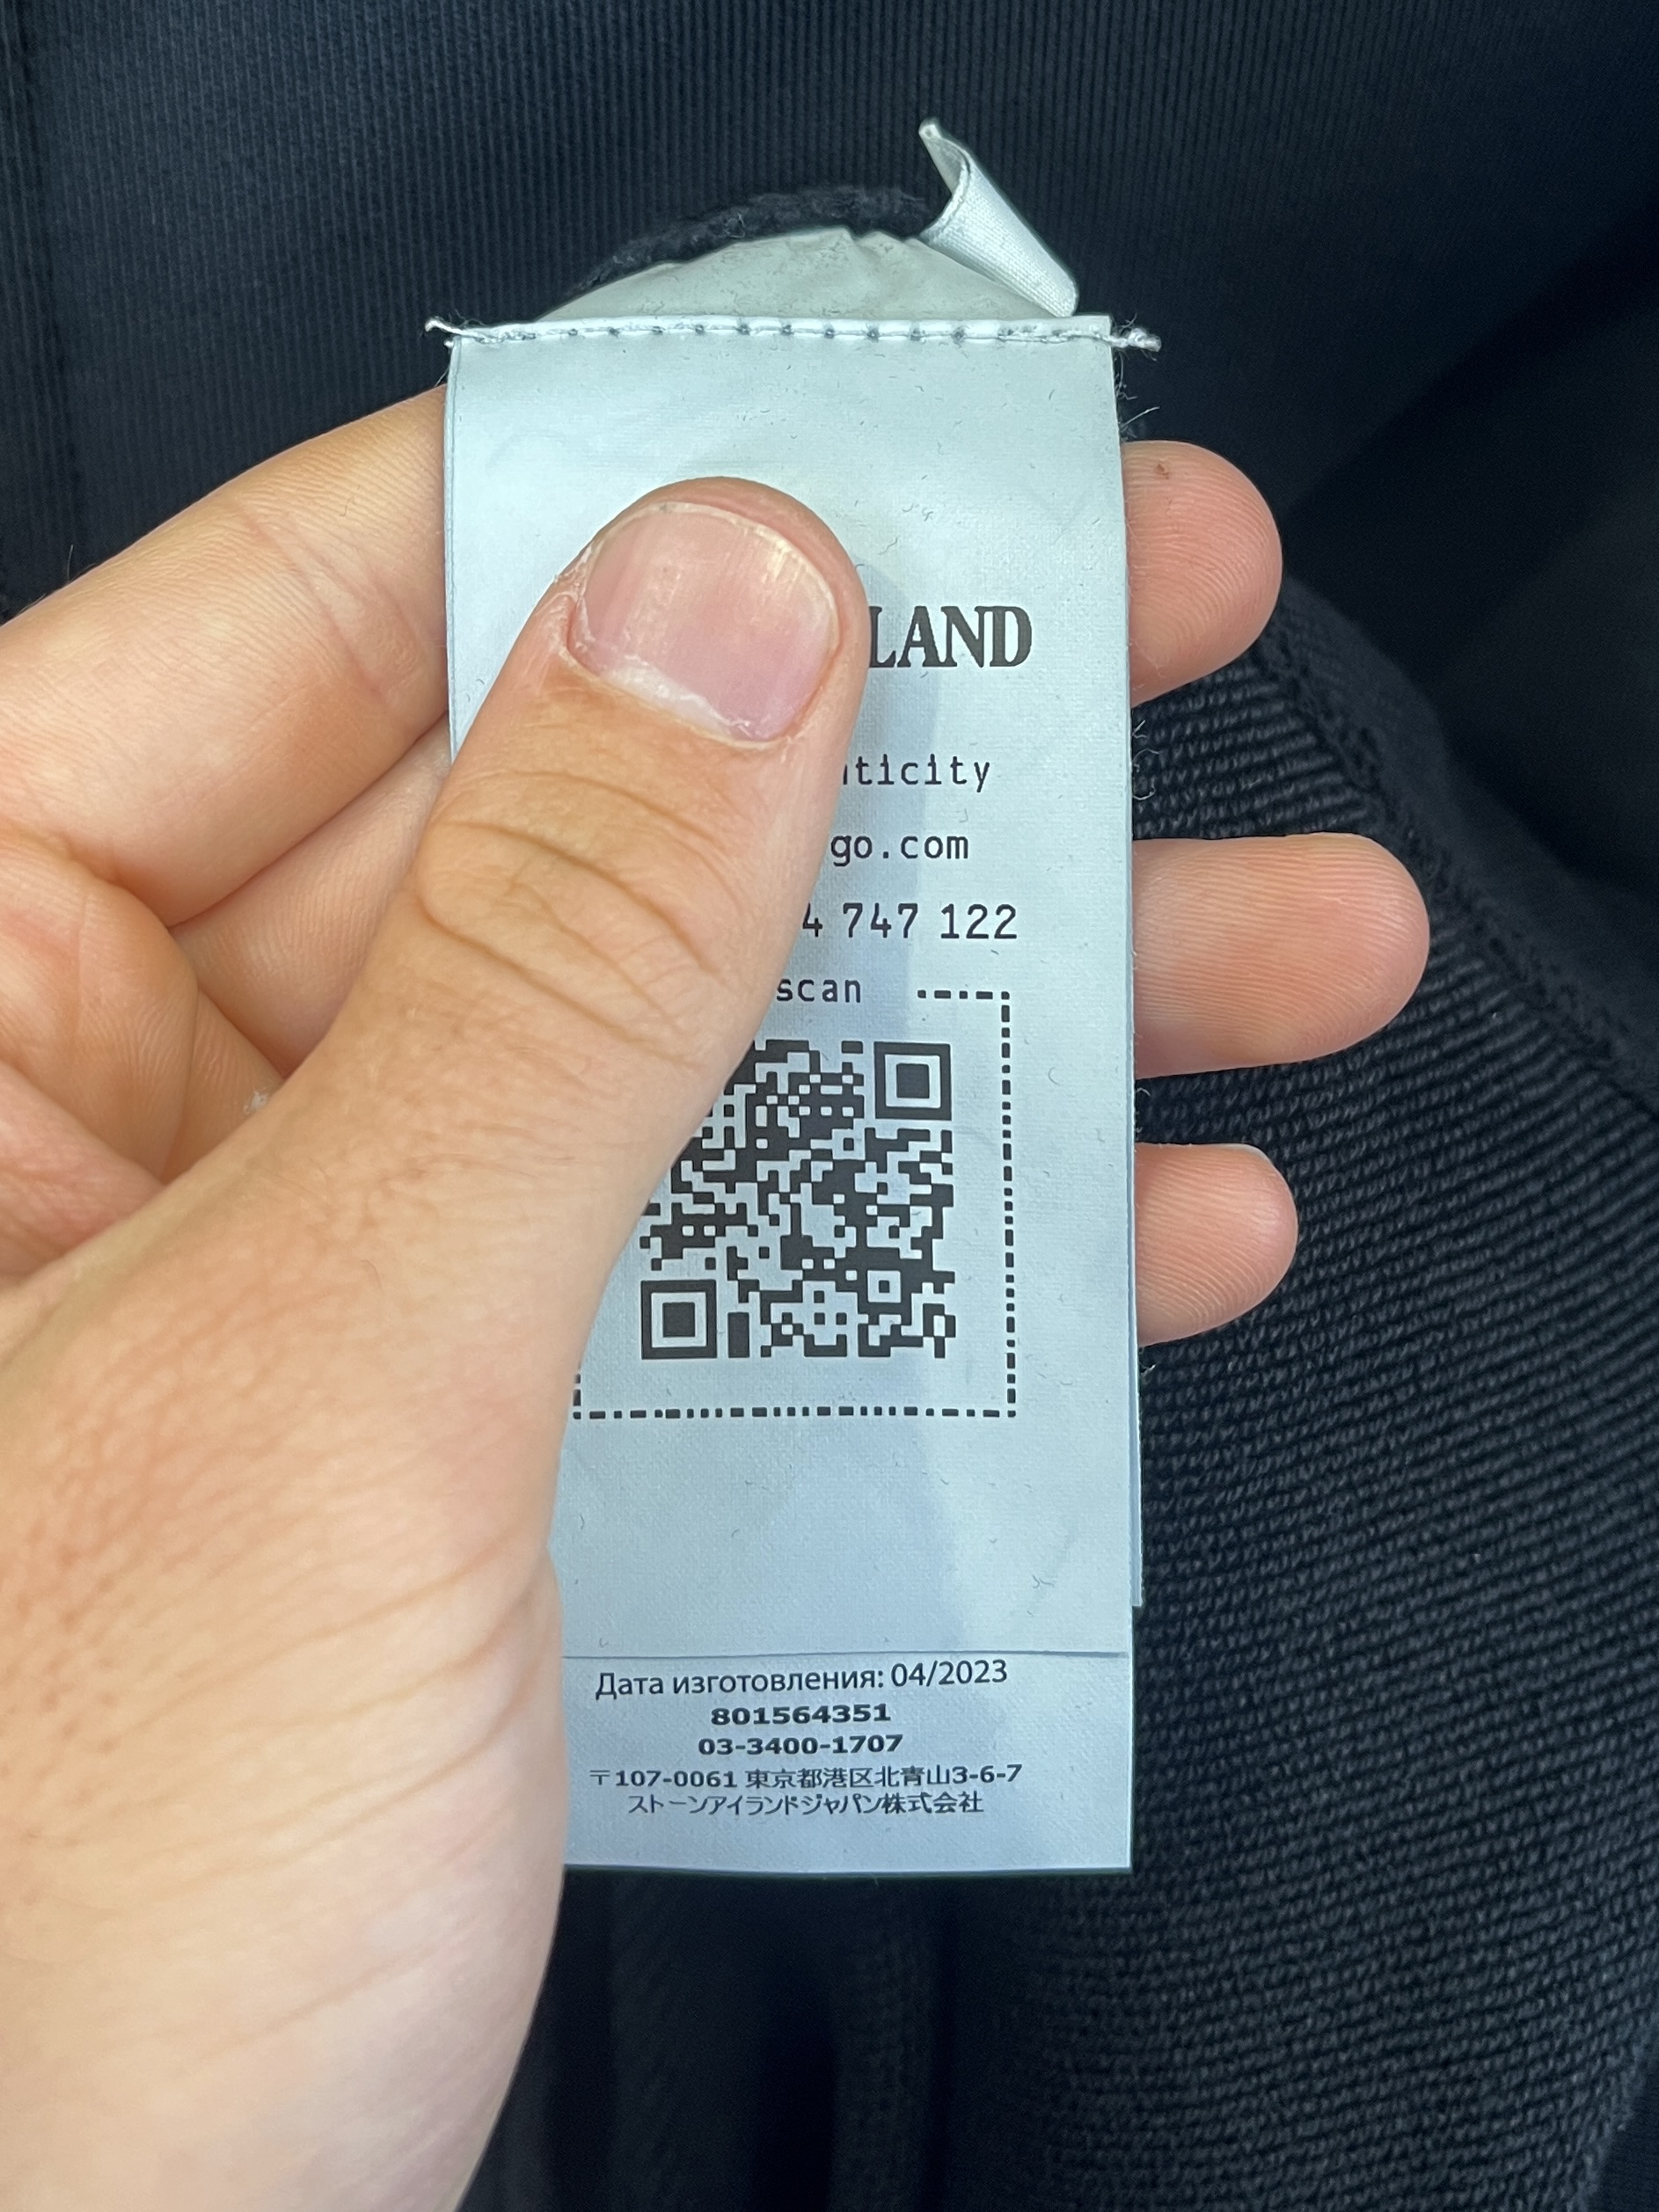 LAND
ticity
go.com
4 747 122
scan
Дата изготовления: 04/2023
801564351
03-3400-1707
〒107-0061 東京都港区北青山3-6-7
ストーンアイランドジャパン株式会社